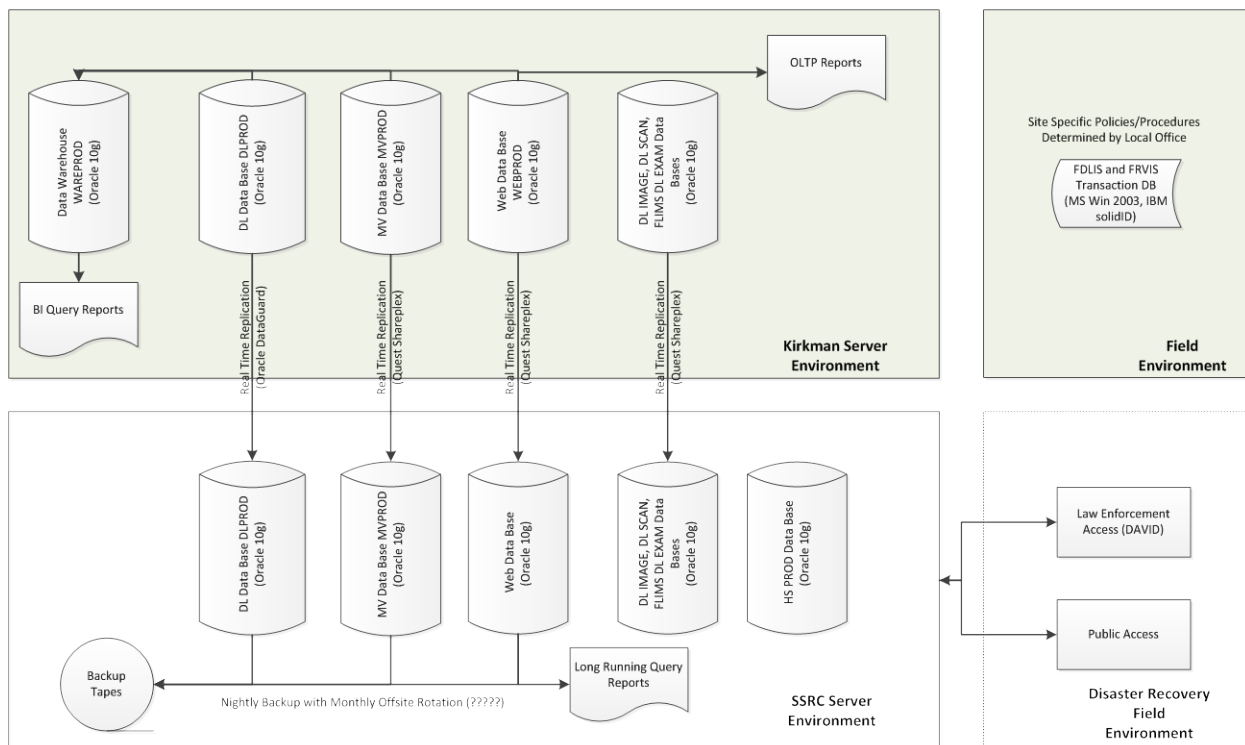 OLTP Reports
Data Warehouse
WAREPROD
(Oracle 10g)
DL Data Base DLPROD
(Oracle 10g)
MV Data Base MVPROD
(Oracle 10g)
Web Data Base
WEBPROD
(Oracle 10g)
DL IMAGE, DL SCAN,
FLIMS DL EXAM Data
Bases
(Oracle 10g)
BI Query Reports
Real Time Replication
(Oracle DataGuard)
Real Time Replication
(Quest Shareplex)
Real Time Replication
(Quest Shareplex)
Real Time Replication
(Quest Shareplex)
Kirkman Server
Environment
Site Specific Policies/Procedures
Determined by Local Office
FDLIS and FRVIS
Transaction DB
(MS Win 2003, IBM
solidID)
Field
Environment
DL Data Base DLPROD
(Oracle 10g)
MV Data Base MVPROD
(Oracle 10g)
Web Data Base
(Oracle 10g)
DL IMAGE, DL SCAN,
FLIMS DL EXAM Data
Bases
(Oracle 10g)
HS PROD Data Base
(Oracle 10g)
Backup
Tapes
Nightly Backup with Monthly Offsite Rotation (?????)
Long Running Query
Reports
SSRC Server
Environment
Law Enforcement
Access (DAVID)
Public Access
Disaster Recovery
Field
Environment